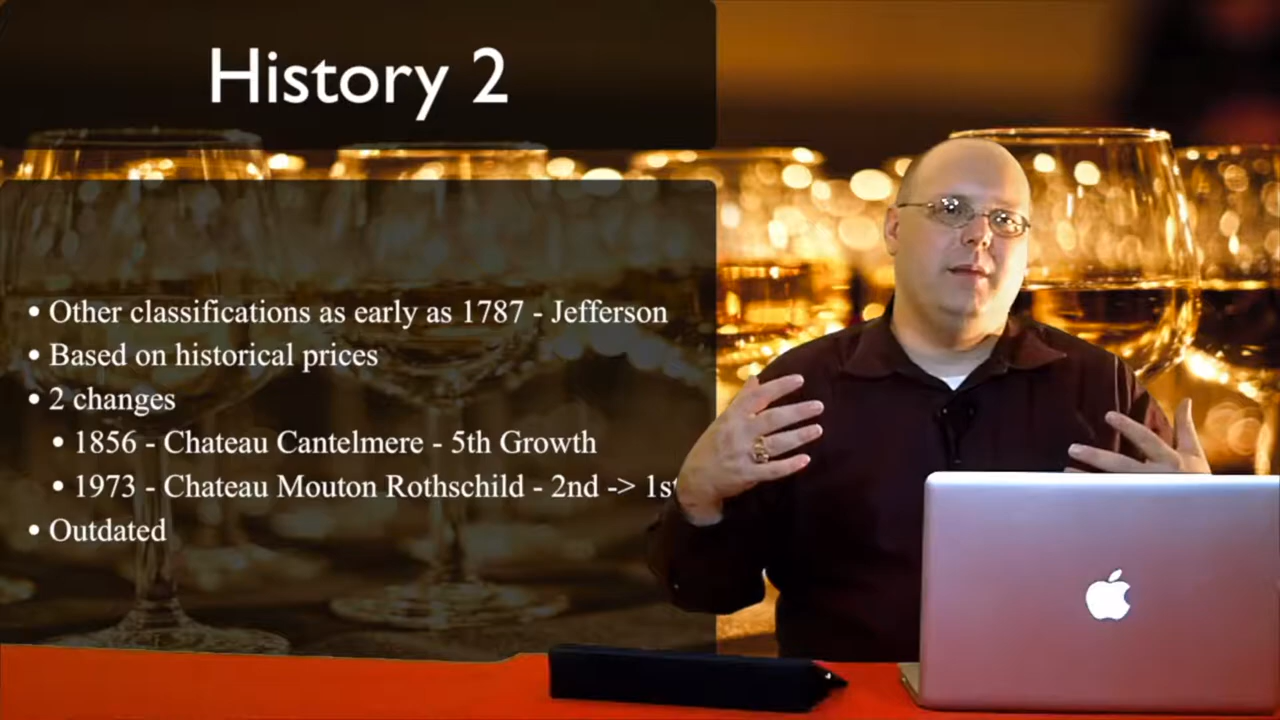 History 2
• Other classifications as early as 1787 - Jefferson
• Based on historical prices
• 2 changes
• 1856 - Chateau Cantelmere - 5th Growth
• 1973 - Chateau Mouton Rothschild - 2nd -> 1st
• Outdated